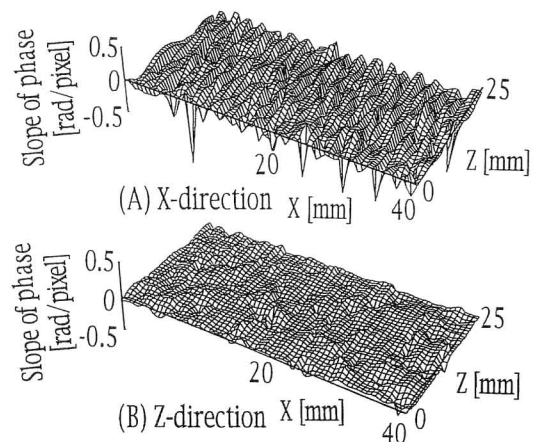 Slope of phase
[rad/pixel]
0.5
0
-0.5
25
Z [mm]
0
20
40
X [mm]
(A) X-direction
Slope of phase
[rad/pixel]
0.5
0
-0.5
25
Z [mm]
0
20
40
X [mm]
(B) Z-direction